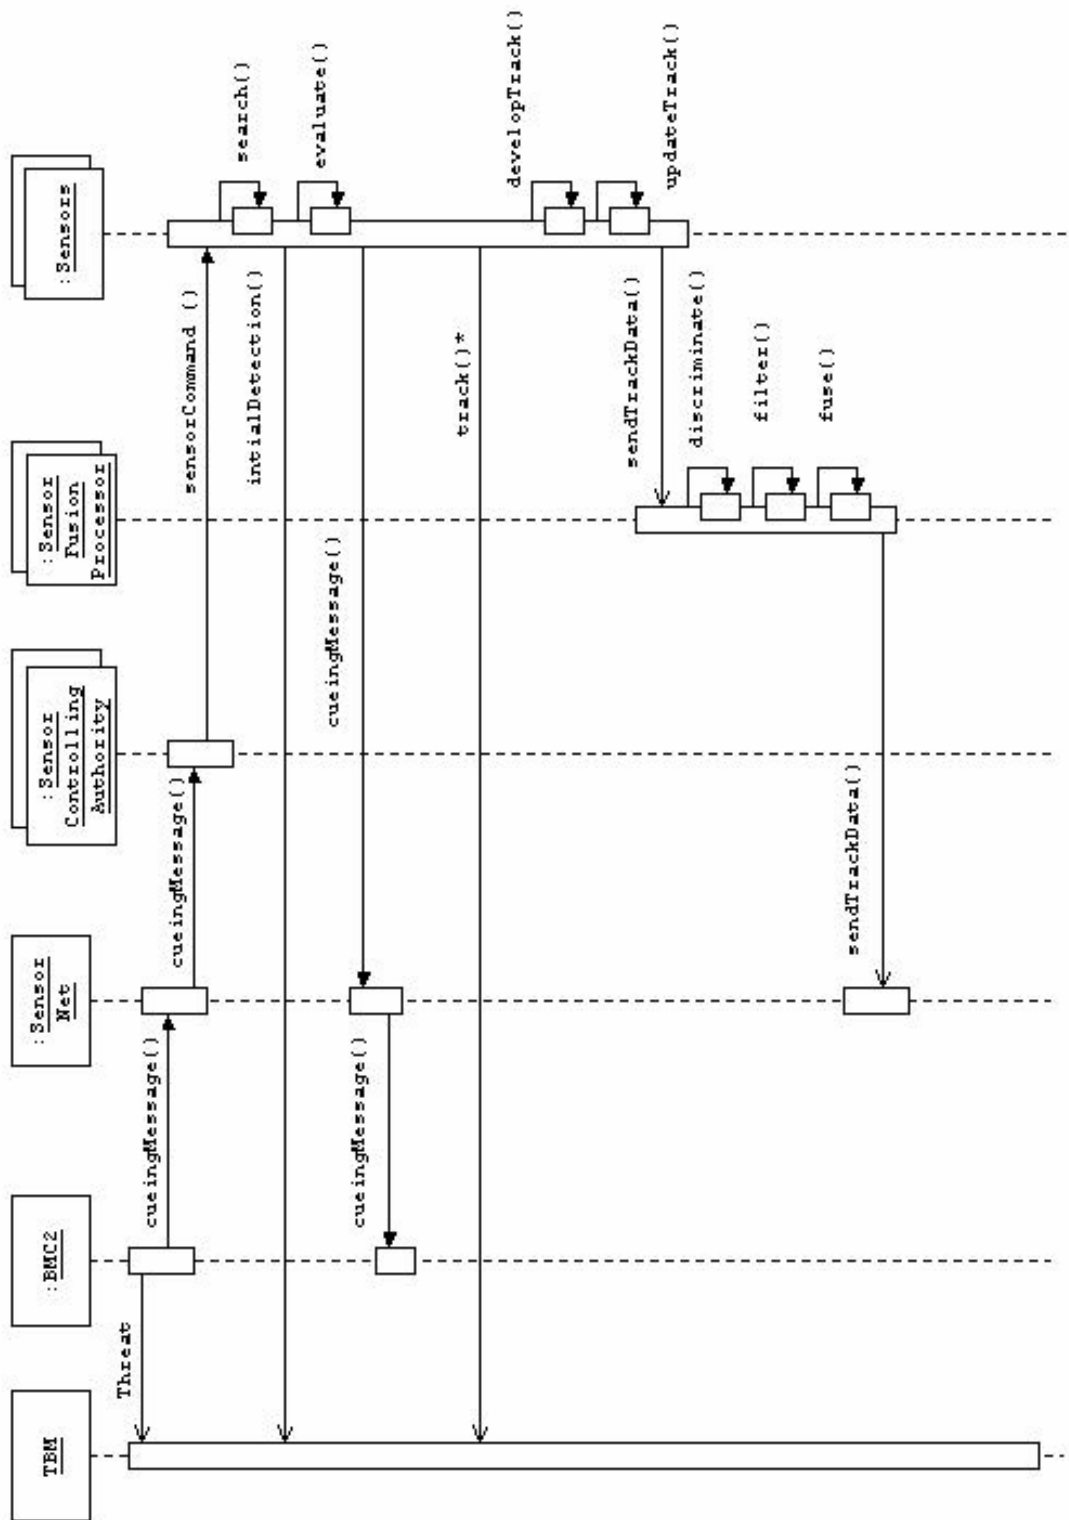 TBM
:BMC2
:Sensor
Net
:Sensor
Controlling
Authority
:Sensor
Fusion
Processor
:Sensors
Threat
cueingMessage()
cueingMessage()
sensorCommand ()
search()
intialDetection()
evaluate()
cueingMessage()
cueingMessage()
track()*
developTrack()
updateTrack()
sendTrackData()
discriminate()
filter()
fuse()
sendTrackData()